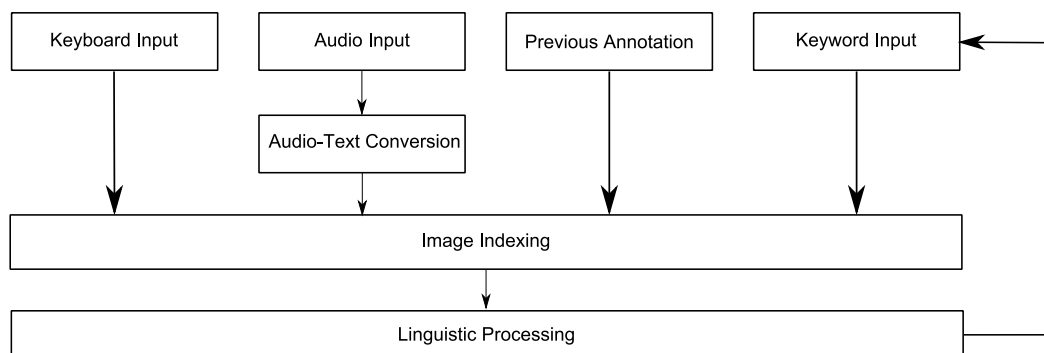 Keyboard Input
Audio Input
Previous Annotation
Keyword Input
Audio-Text Conversion
Image Indexing
Linguistic Processing